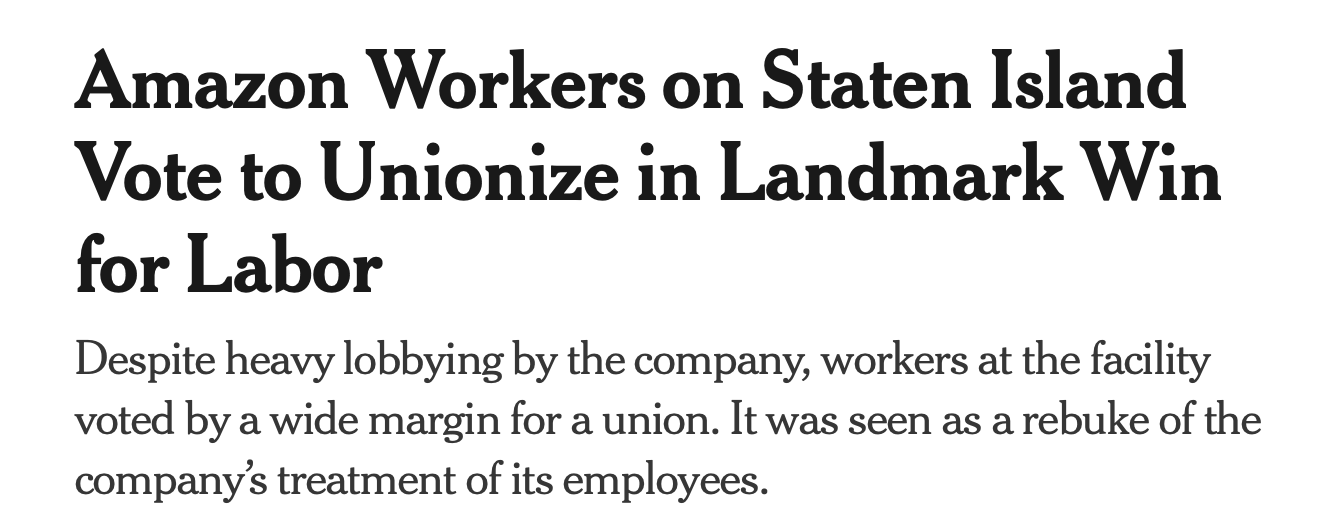 Amazon Workers on Staten Island
Vote to Unionize in Landmark Win
for Labor
Despite heavy lobbying by the company, workers at the facility
voted by a wide margin for a union. It was seen as a rebuke of the
company’s treatment of its employees.